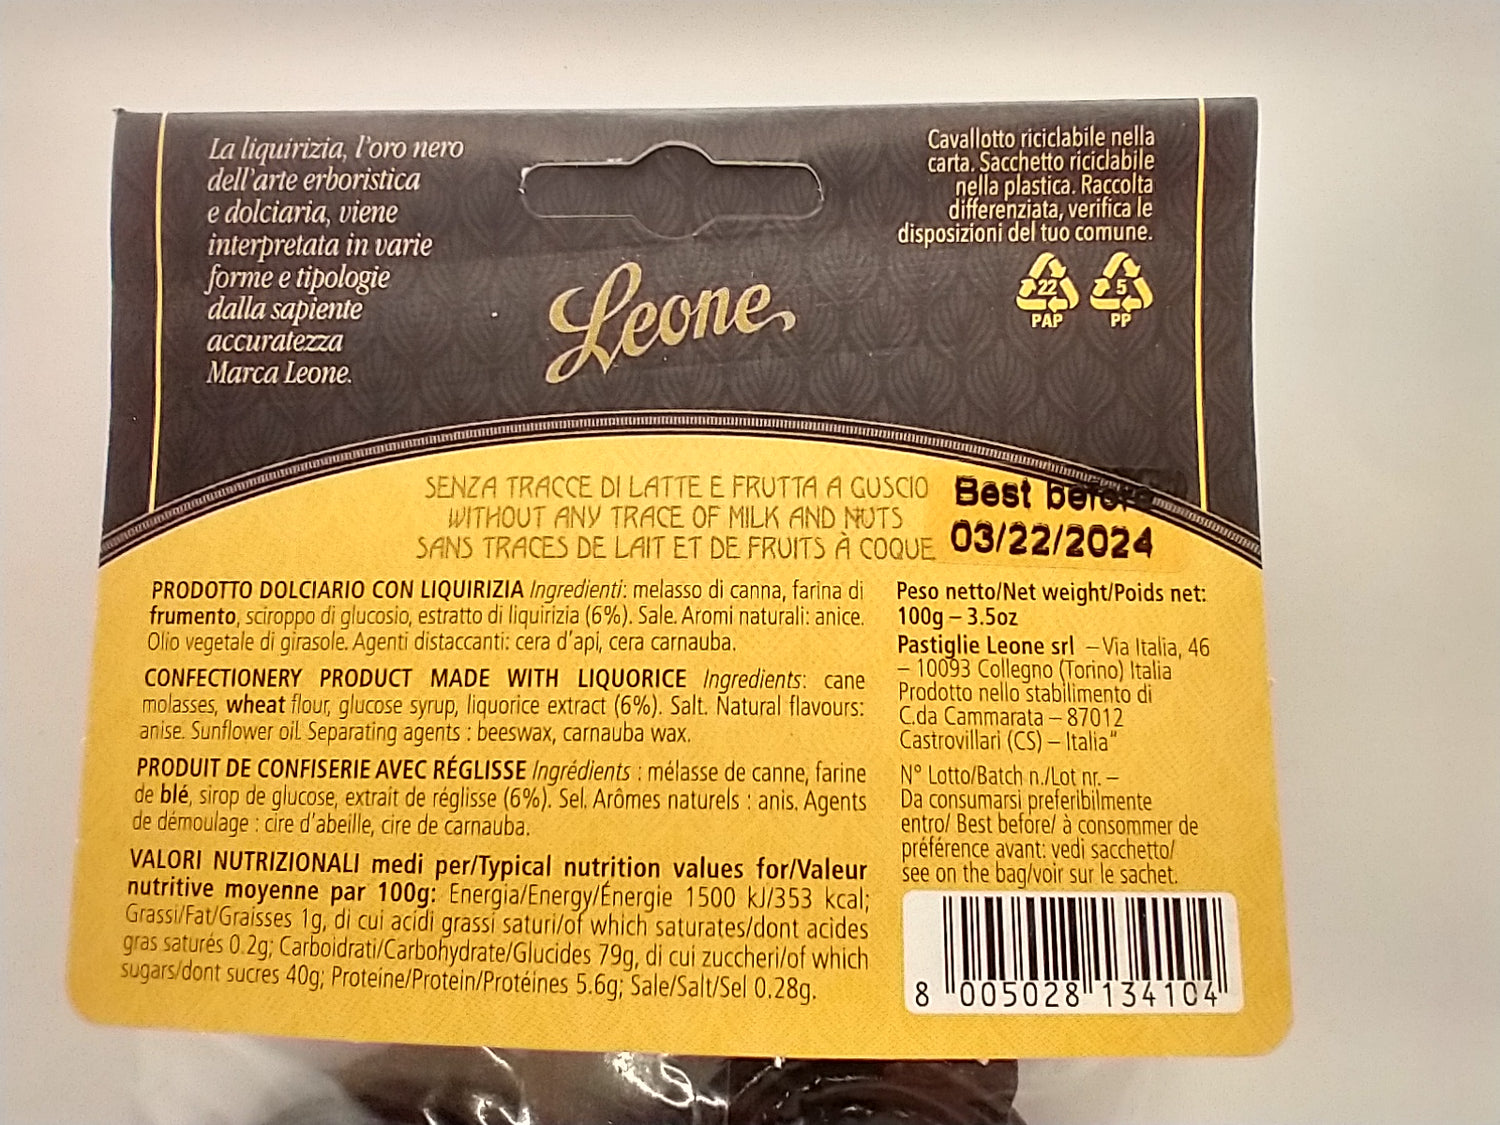 La liquirizia, l'oro nero
dell'arte erboristica
e dolciaria, viene
interpretata in varie
forme e tipologie
dalla sapiente
accuratezza
Marca Leone.
Leone
Cavallotto riciclabile nella
carta. Sacchetto riciclabile
nella plastica. Raccolta
differenziata, verifica le
disposizioni del tuo comune.
22 5
PAP PP
SENZA TRACCE DI LATTE E FRUTTA A GUSCIO
WITHOUT ANY TRACE OF MILK AND NUTS
SANS TRACES DE LAIT ET DE FRUITS À COQUE
Best before
03/22/2024
PRODOTTO DOLCIARIO CON LIQUIRIZIA Ingredienti: melasso di canna, farina di
frumento, sciroppo di glucosio, estratto di liquirizia (6%). Sale. Aromi naturali: anice.
Olio vegetale di girasole. Agenti distaccanti: cera d'api, cera carnauba.
CONFECTIONERY PRODUCT MADE WITH LIQUORICE Ingredients: cane
molasses, wheat flour, glucose syrup, liquorice extract (6%). Salt. Natural flavours:
anise. Sunflower oil. Separating agents : beeswax, carnauba wax.
PRODUIT DE CONFISERIE AVEC RÉGLISSE Ingrédients : mélasse de canne, farine
de blé, sirop de glucose, extrait de réglisse (6%). Sel. Arômes naturels : anis. Agents
de démoulage : cire d'abeille, cire de carnauba.
VALORI NUTRIZIONALI medi per/Typical nutrition values for/Valeur
nutritive moyenne par 100g: Energia/Energy/Énergie 1500 kJ/353 kcal;
Grassi/Fat/Graisses 1g, di cui acidi grassi saturi/of which saturates/dont acides
gras saturés 0.2g; Carboidrati/Carbohydrate/Glucides 79g, di cui zuccheri/of which
sugars/dont sucres 40g; Proteine/Protein/Protéines 5.6g; Sale/Salt/Sel 0.28g.
Peso netto/Net weight/Poids net:
100g – 3.5oz
Pastiglie Leone srl – Via Italia, 46
– 10093 Collegno (Torino) Italia
Prodotto nello stabilimento di
C.da Cammarata – 87012
Castrovillari (CS) – Italia"
N° Lotto/Batch n./Lot nr. –
Da consumarsi preferibilmente
entro/ Best before/ à consommer de
préférence avant: vedi sacchetto/
see on the bag/voir sur le sachet.
8 005028 134104